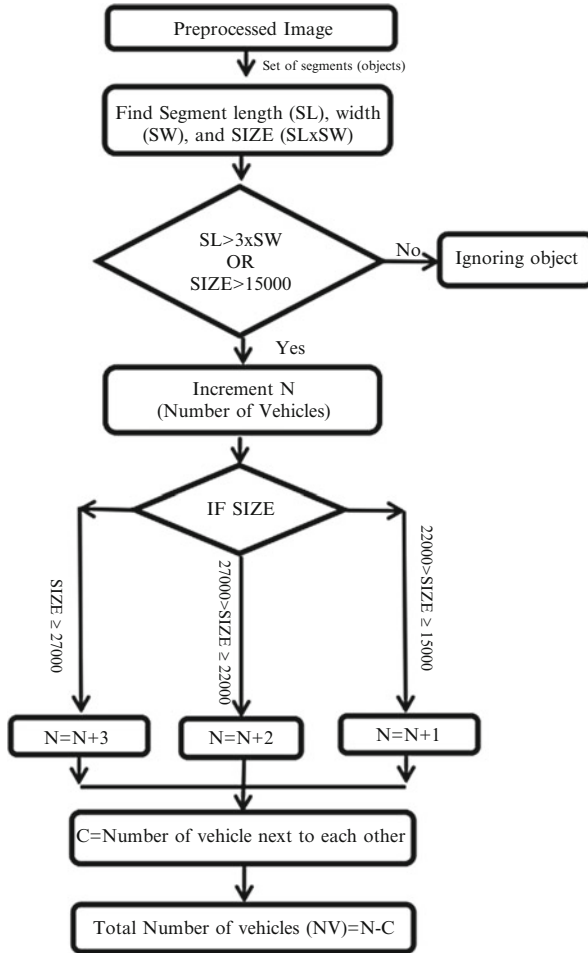 Preprocessed Image
Set of segments (objects)
Find Segment length (SL), width
(SW), and SIZE (SLxSW)
SL>3xSW
OR
SIZE>15000
No
Ignoring object
Yes
Increment N
(Number of Vehicles)
IF SIZE
SIZE ≥ 27000
27000>SIZE ≥ 22000
22000>SIZE ≥ 15000
N=N+3
N=N+2
N=N+1
C=Number of vehicle next to each other
Total Number of vehicles (NV)=N-C